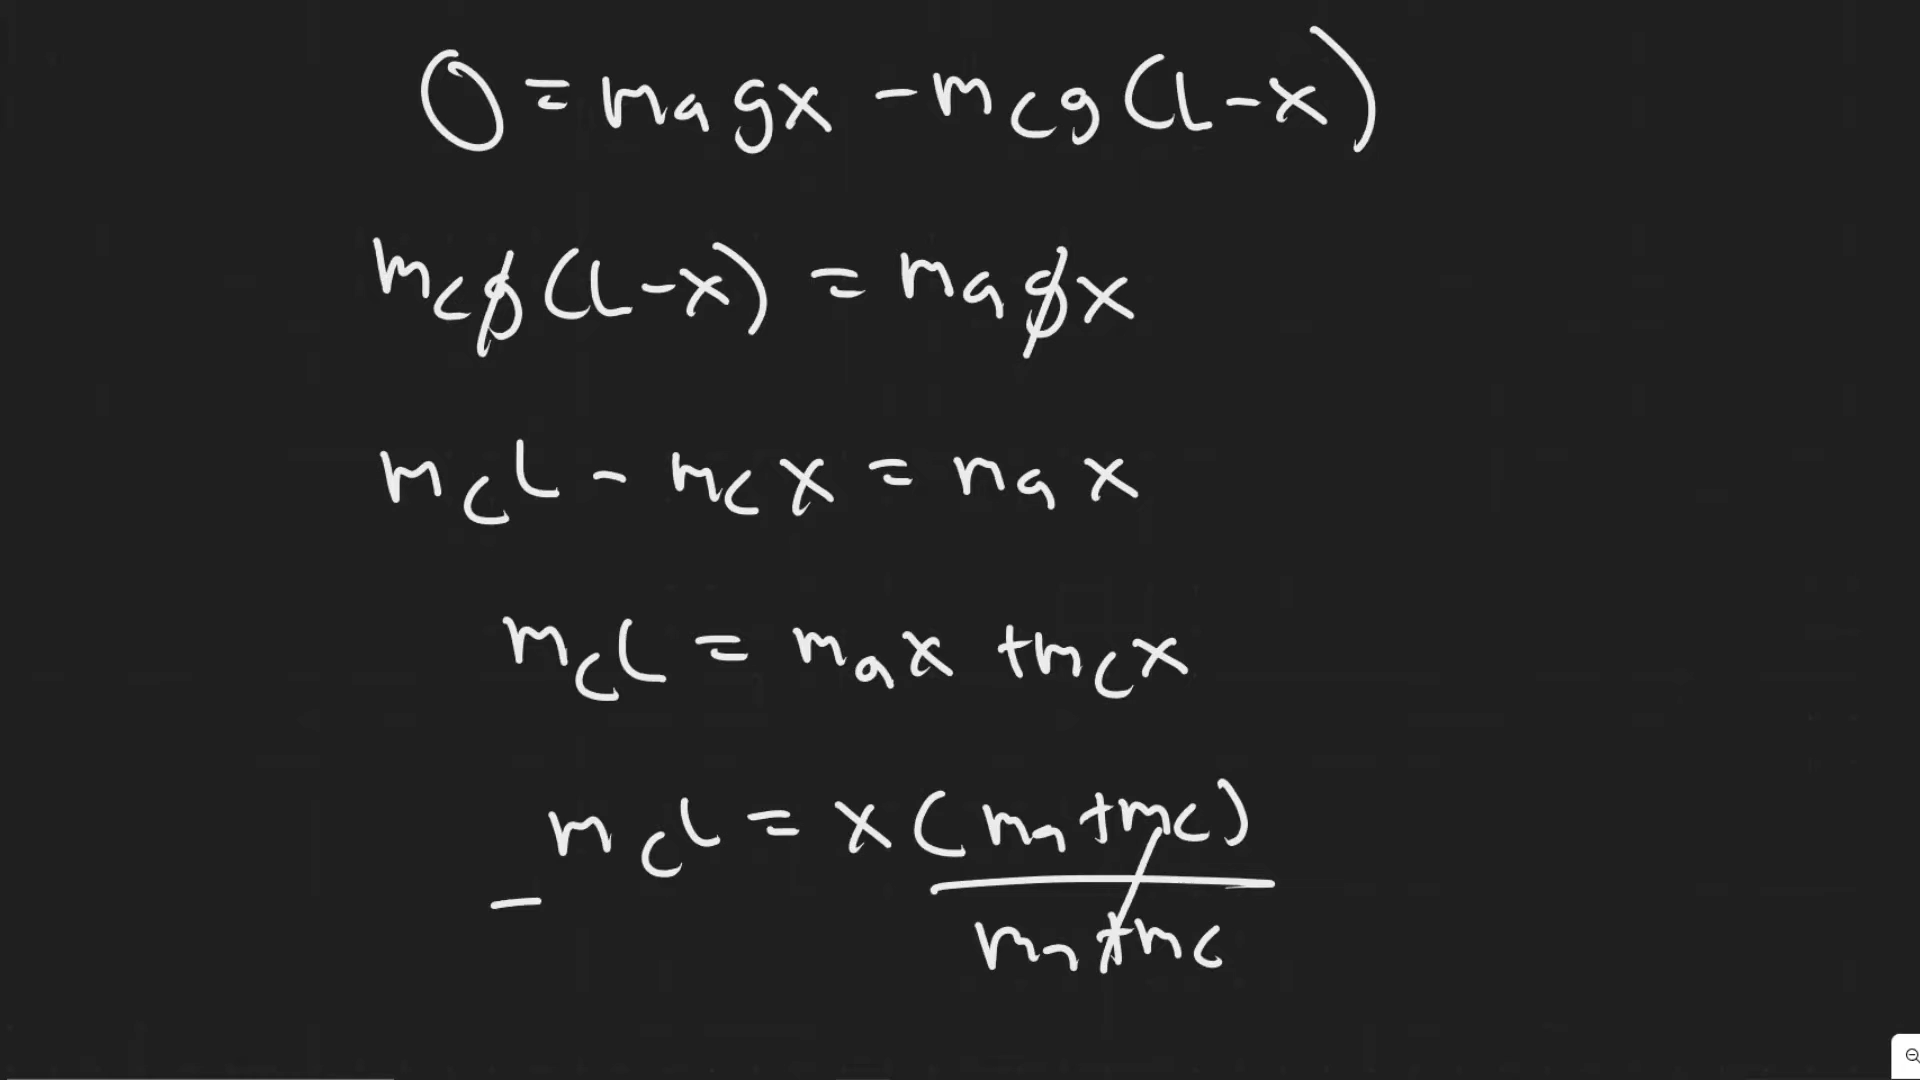 0 = magx - mcg(L-x)
mcg(L-x) = magx
mcL - mcx = max
mcL = max + mcx
mcL = x(ma+mc)
ma+mc